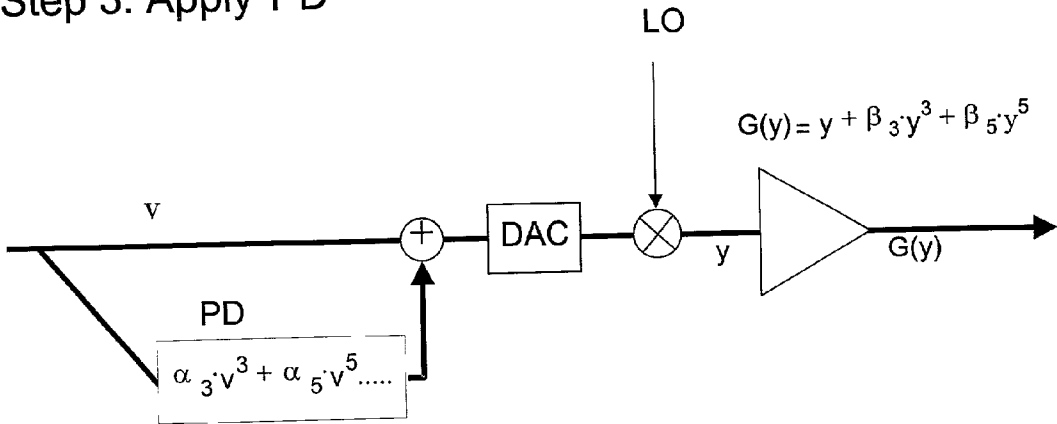 Step 3: Apply PD
LO
G(y) = y + β₃·y³ + β₅·y⁵
v
+
DAC
y
G(y)
PD
α₃·v³ + α₅·v⁵.....